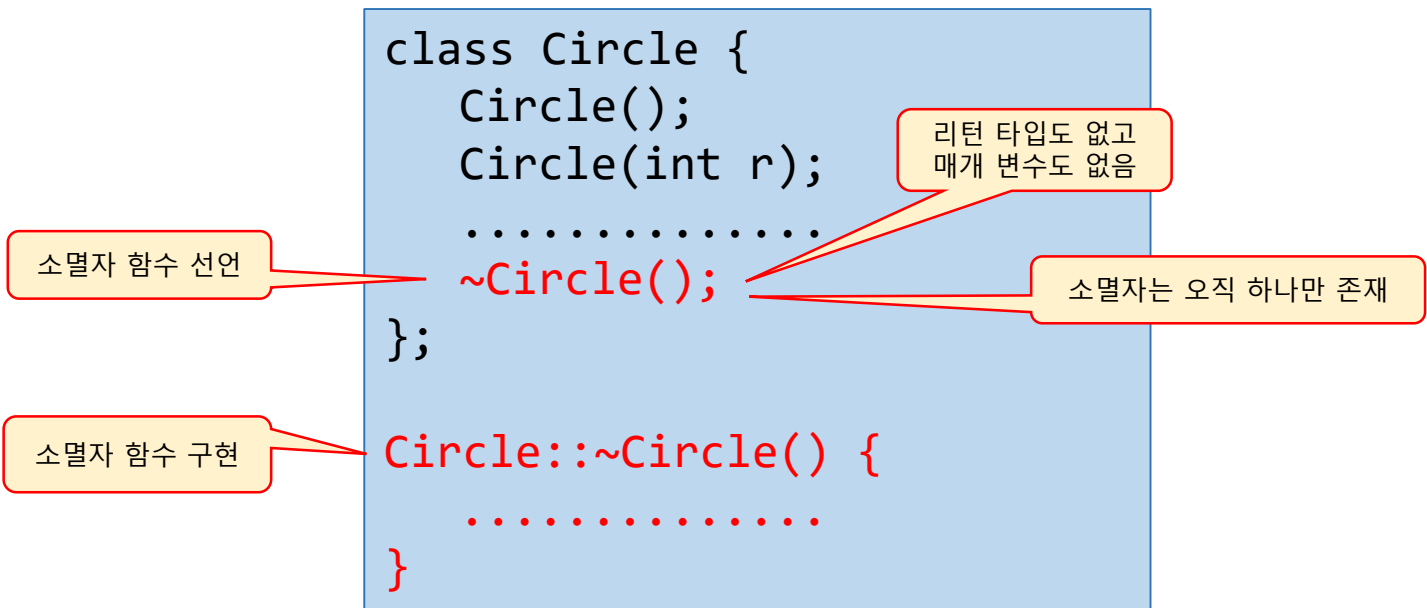 class Circle {
Circle();
Circle(int r);
리턴 타입도 없고
매개 변수도 없음
..............
소멸자 함수 선언
~Circle();
소멸자는 오직 하나만 존재
};
소멸자 함수 구현
Circle::~Circle() {
..............
}